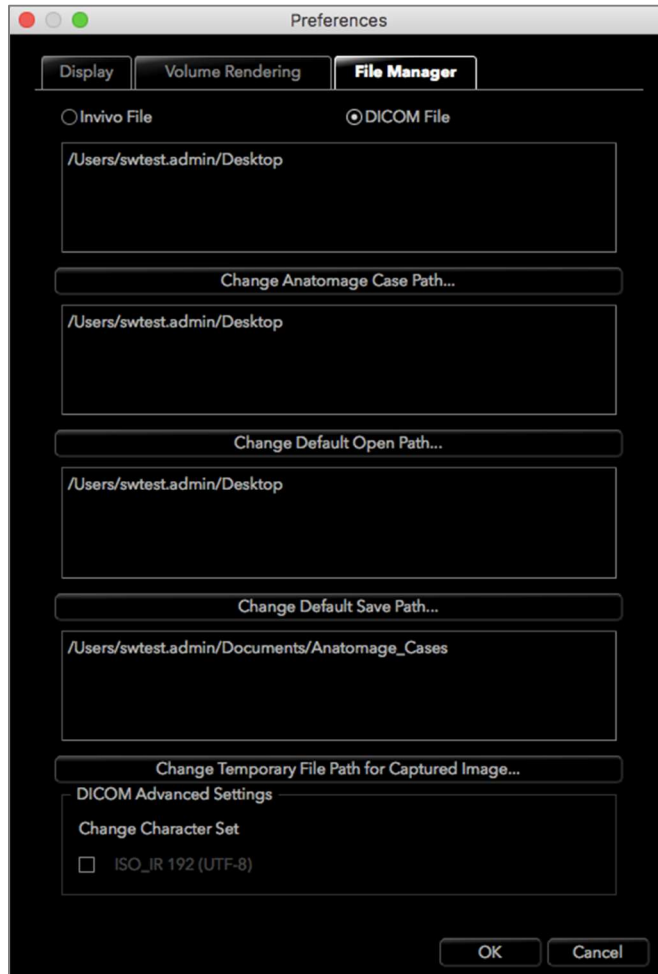 Preferences
Display Volume Rendering File Manager
Invivo File DICOM File
/Users/swtest.admin/Desktop
Change Anatomage Case Path...
/Users/swtest.admin/Desktop
Change Default Open Path...
/Users/swtest.admin/Desktop
Change Default Save Path...
/Users/swtest.admin/Documents/Anatomage_Cases
Change Temporary File Path for Captured Image...
DICOM Advanced Settings
Change Character Set
ISO_IR 192 (UTF-8)
OK Cancel